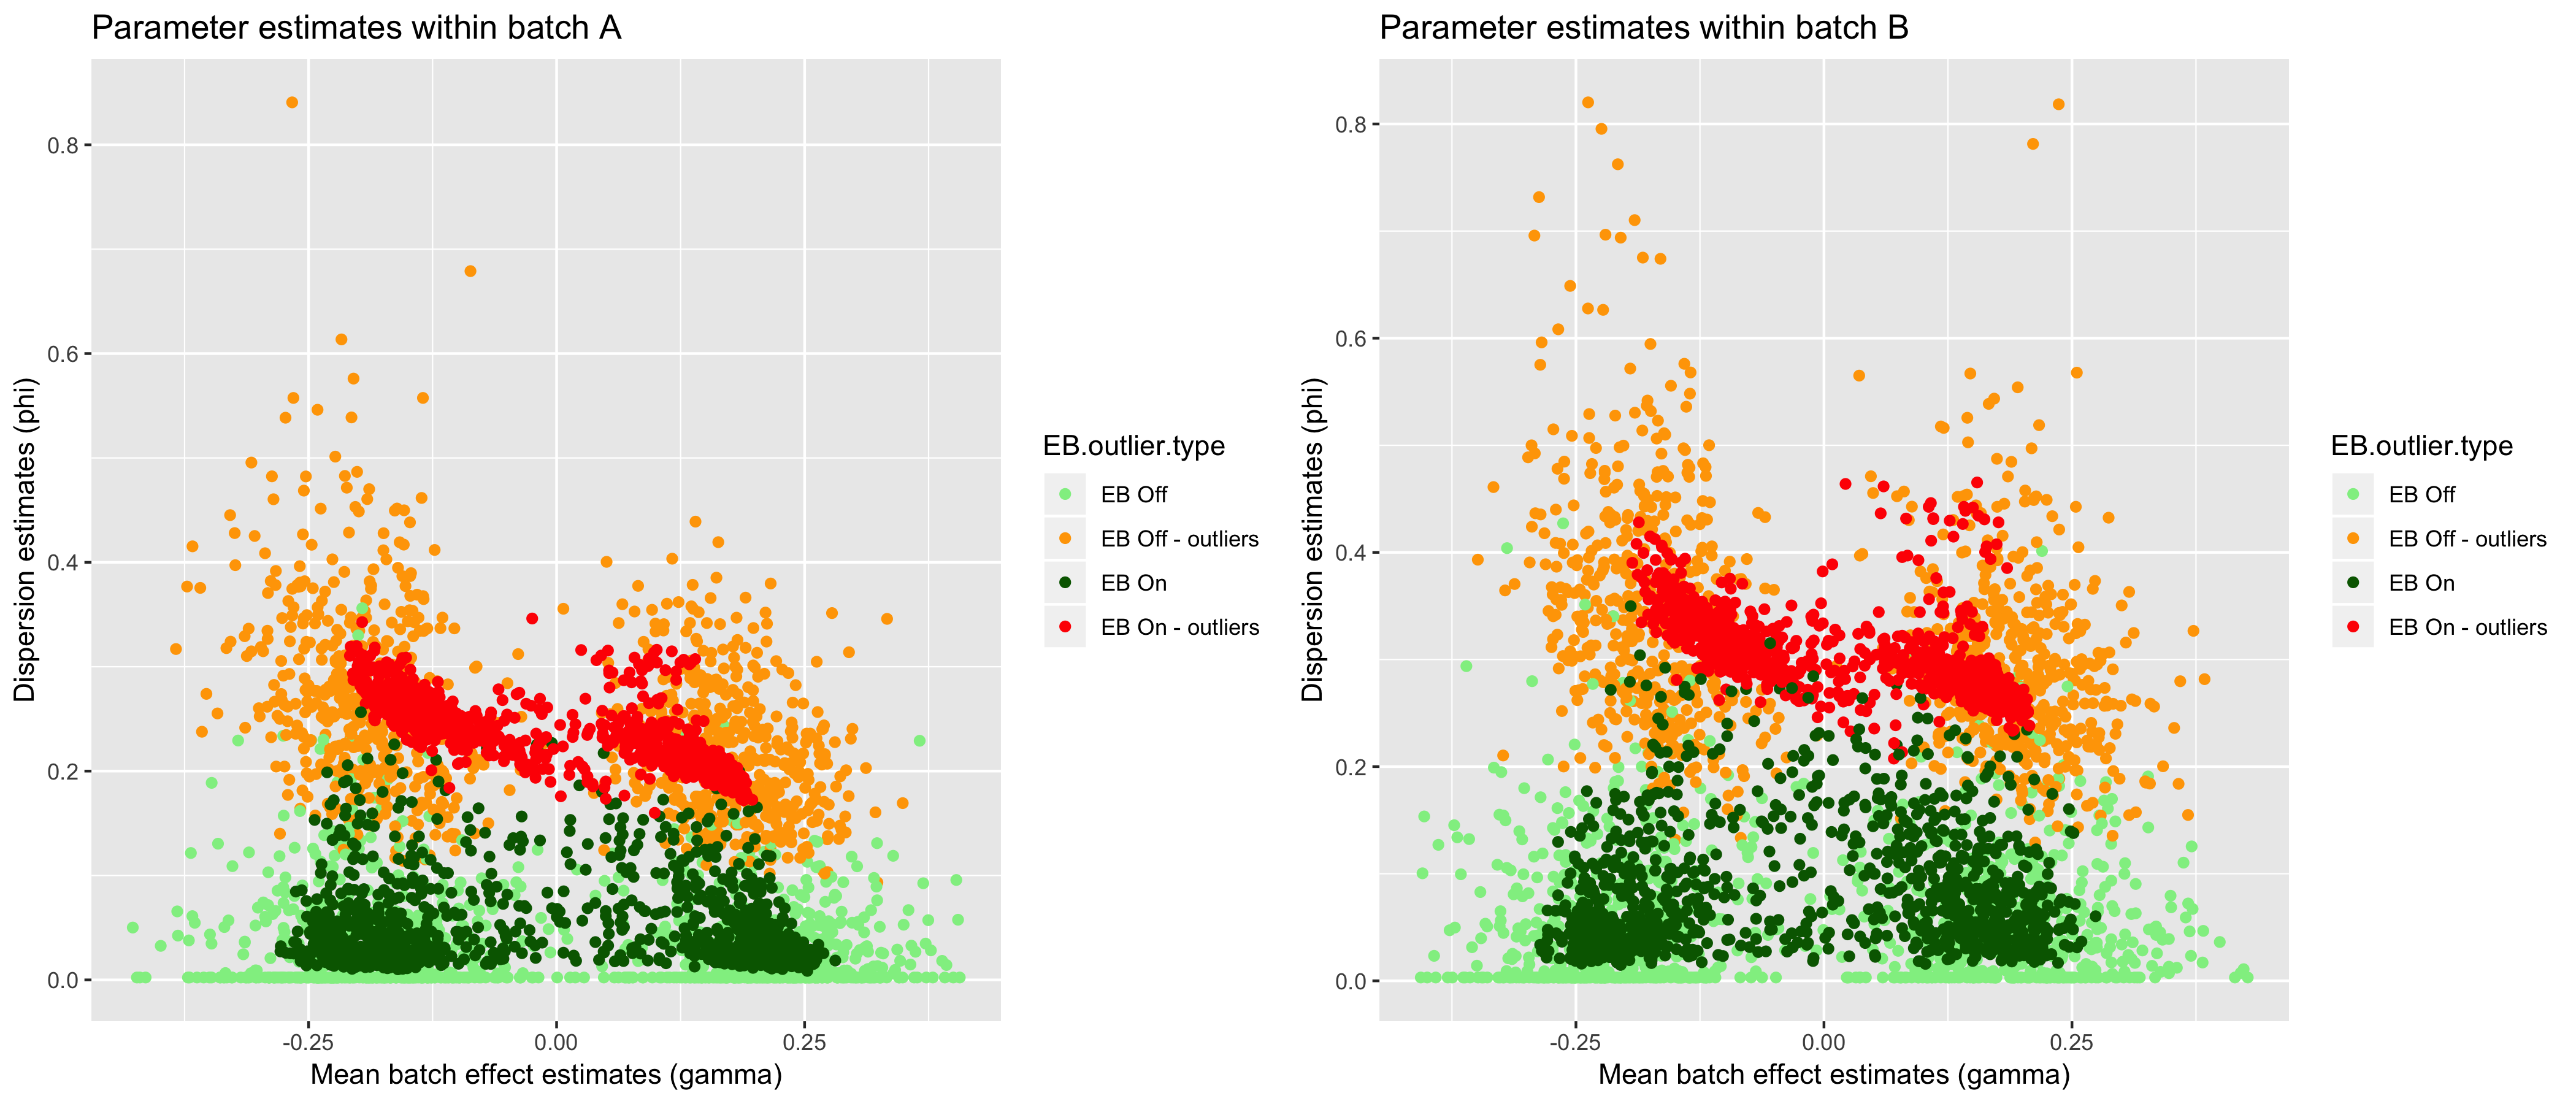 Parameter estimates within batch A
Dispersion estimates (phi)
0.8
0.6
0.4
0.2
0.0
-0.25
0.00
0.25
Mean batch effect estimates (gamma)
EB.outlier.type
EB Off
EB Off - outliers
EB On
EB On - outliers
Parameter estimates within batch B
Dispersion estimates (phi)
0.8
0.6
0.4
0.2
0.0
-0.25
0.00
0.25
Mean batch effect estimates (gamma)
EB.outlier.type
EB Off
EB Off - outliers
EB On
EB On - outliers